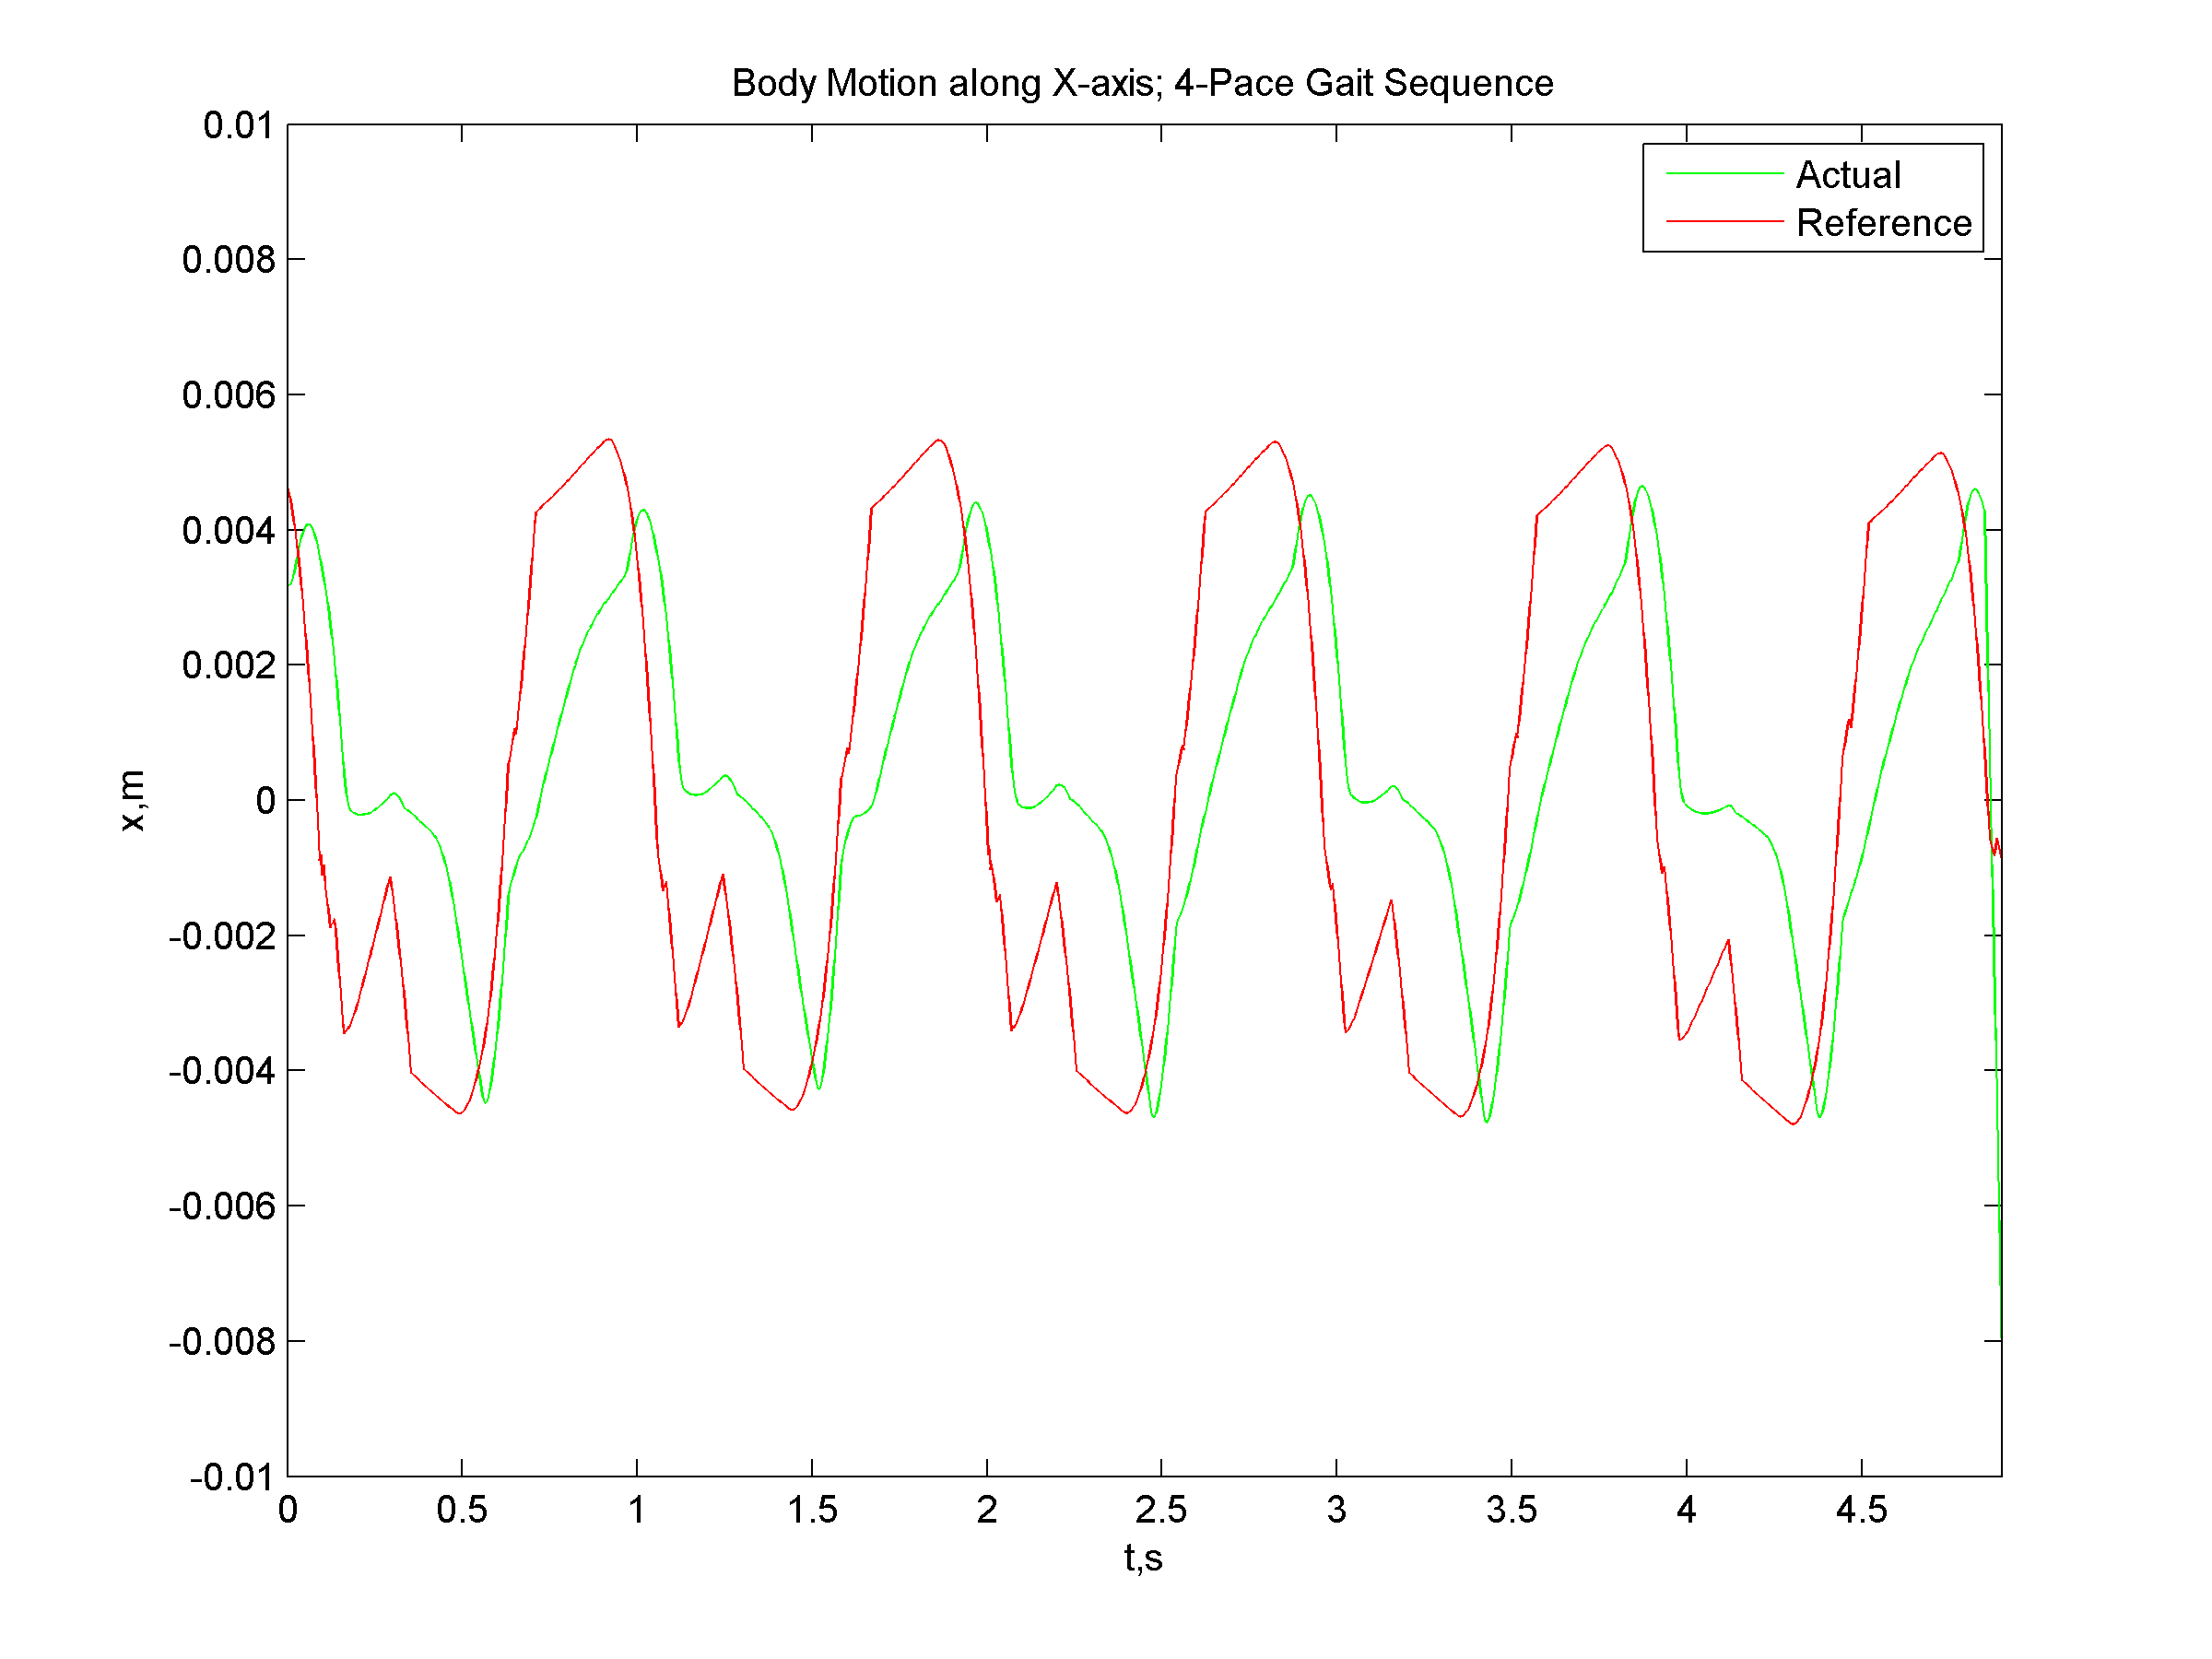 Body Motion along X-axis; 4-Pace Gait Sequence
0.01
0.008
0.006
0.004
0.002
0
-0.002
-0.004
-0.006
-0.008
-0.01
x,m
Actual
Reference
0 0.5 1 1.5 2 2.5 3 3.5 4 4.5
t,s